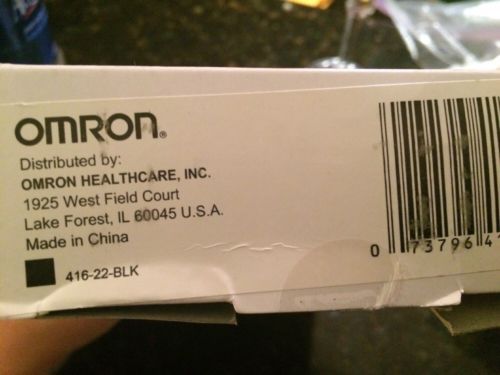 OMRON®
Distributed by:
OMRON HEALTHCARE, INC.
1925 West Field Court
Lake Forest, IL 60045 U.S.A.
Made in China
416-22-BLK
0 73796 4